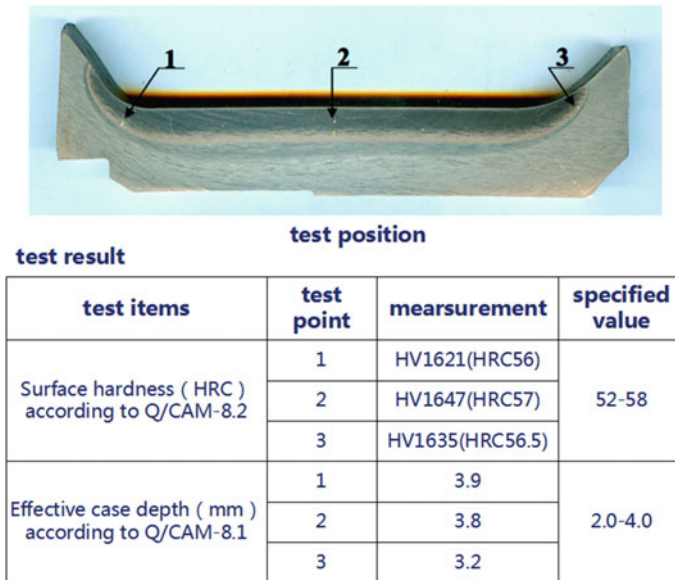 1
2
3
test position
test result
test items
test point
mearsurement
specified value
Surface hardness ( HRC )
according to Q/CAM-8.2
1
HV1621(HRC56)
2
HV1647(HRC57)
3
HV1635(HRC56.5)
52-58
Effective case depth ( mm )
according to Q/CAM-8.1
1
3.9
2
3.8
3
3.2
2.0-4.0